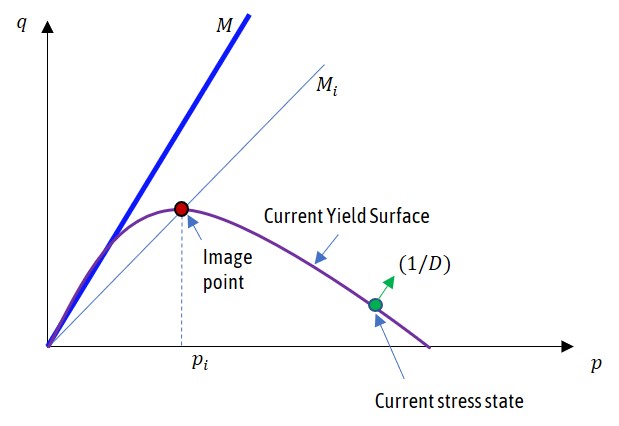 q
M
M_i
Current Yield Surface
(1/D)
Image
point
p_i
p
Current stress state